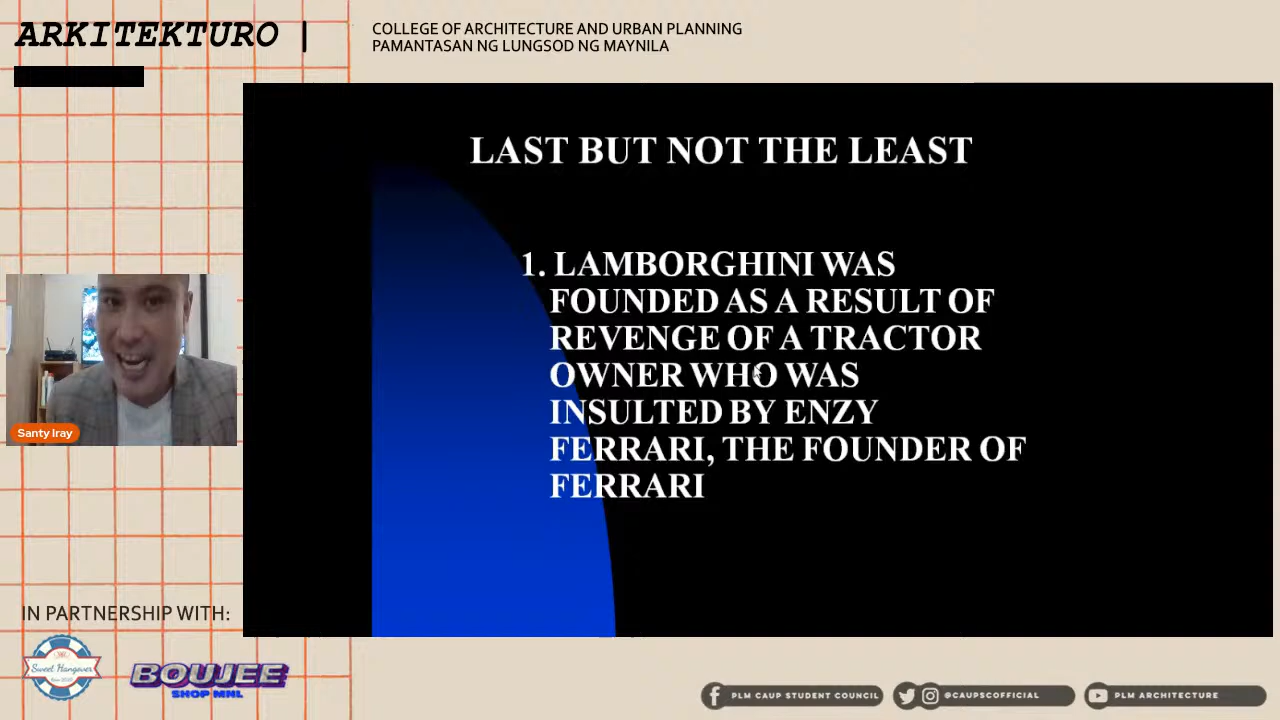 ARKITEKTURO |
COLLEGE OF ARCHITECTURE AND URBAN PLANNING
PAMANTASAN NG LUNGSOD NG MAYNILA
LAST BUT NOT THE LEAST
1. LAMBORGHINI WAS
FOUNDED AS A RESULT OF
REVENGE OF A TRACTOR
OWNER WHO WAS
INSULTED BY ENZY
FERRARI, THE FOUNDER OF
FERRARI
Santy Iray
IN PARTNERSHIP WITH:
Sweet Hangover
BOUJEE
SHOP MNL
PLM CAUP STUDENT COUNCIL
@CAUPSCOFFICIAL
PLM ARCHITECTURE